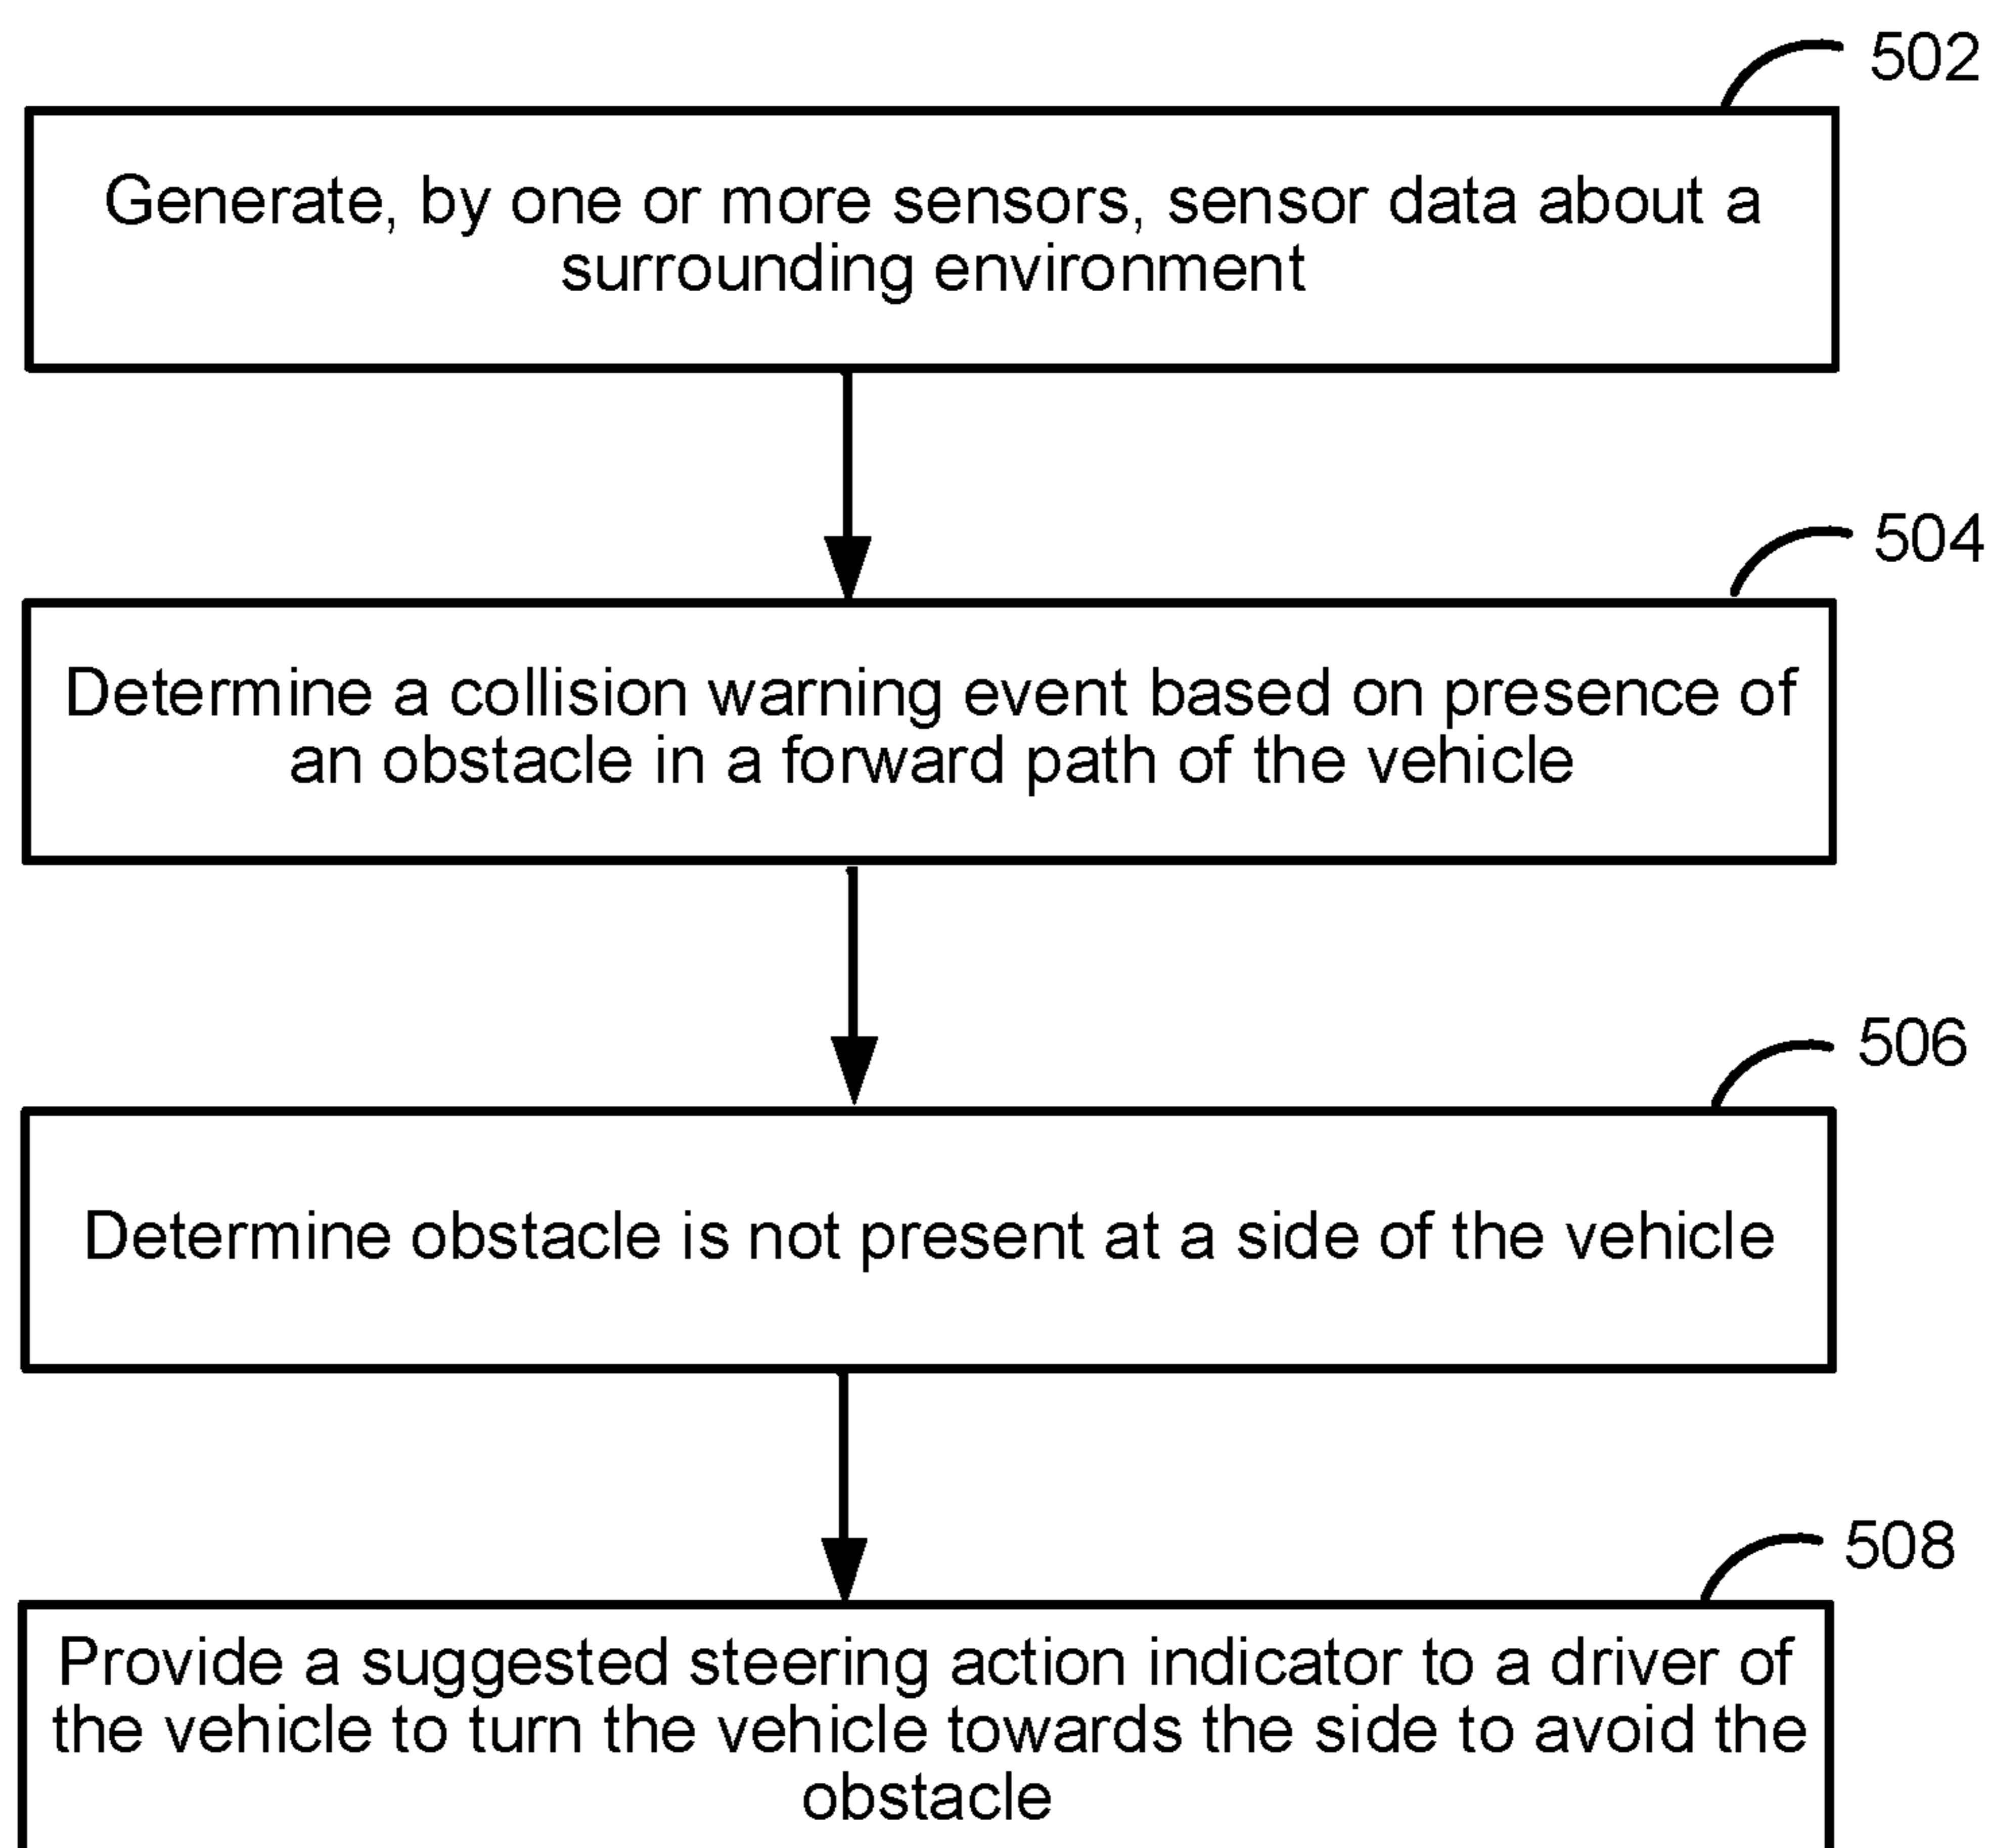 502
Generate, by one or more sensors, sensor data about a
surrounding environment
504
Determine a collision warning event based on presence of
an obstacle in a forward path of the vehicle
506
Determine obstacle is not present at a side of the vehicle
508
Provide a suggested steering action indicator to a driver of
the vehicle to turn the vehicle towards the side to avoid the
obstacle